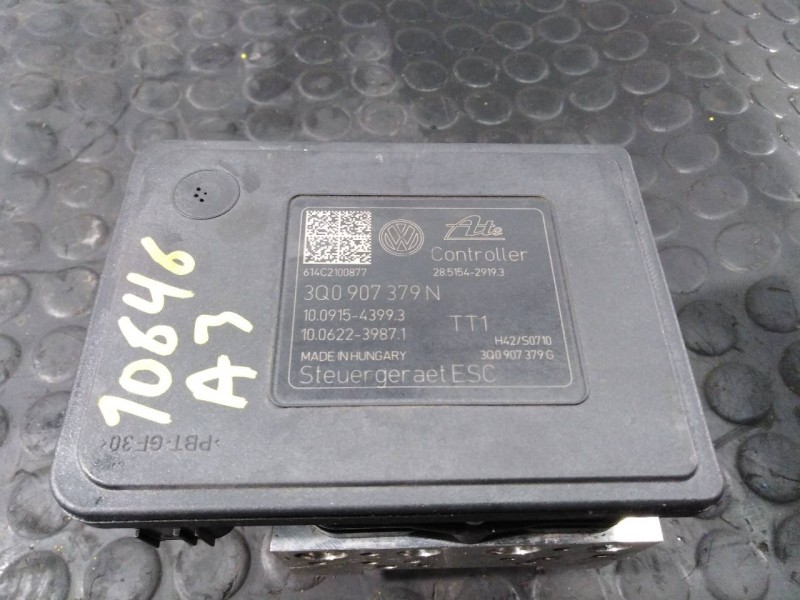 Ate
Controller
614C2100877
28.5154-2919.3
3Q0 907 379 N
10.0915-4399.3
TT1
10.0622-3987.1
H42/S0710
MADE IN HUNGARY
3Q0 907 379 G
Steuergeraet ESC
10846
A3
>PBT-GF30<